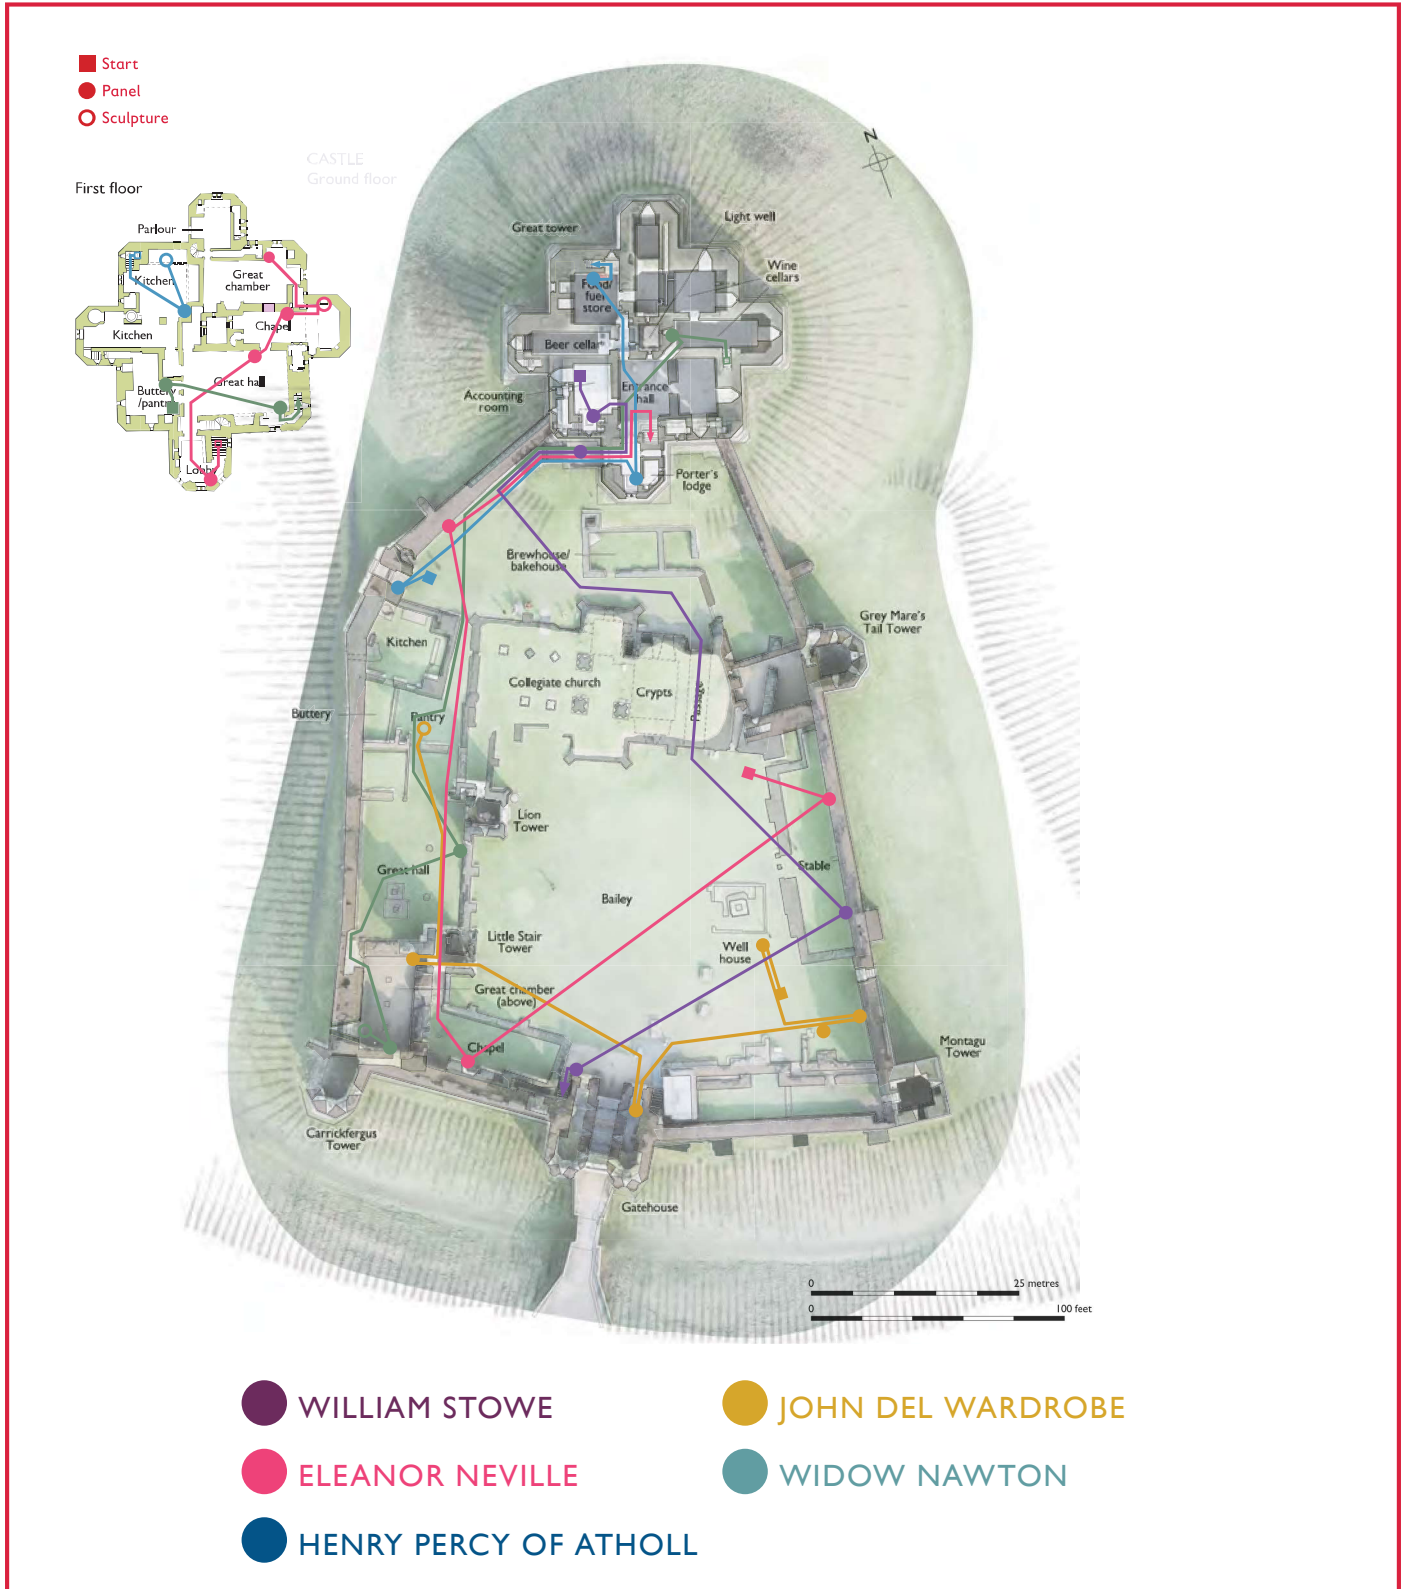 Start
Panel
Sculpture
CASTLE
Ground floor
First floor
Parlour
Kitchen
Great
chamber
Kitchen
Chapel
Great hall
Buttery
/pantry
Lobby
N
Great tower
Light well
Wine
cellars
Food/
fuel
store
Beer cellar
Entrance
hall
Accounting
room
Porter's
lodge
Brewhouse/
bakehouse
Grey Mare's
Tail Tower
Kitchen
Collegiate church
Crypts
Passage
Buttery
Pantry
Lion
Tower
Stable
Great hall
Bailey
Little Stair
Tower
Well
house
Great chamber
(above)
Chapel
Montagu
Tower
Carrickfergus
Tower
Gatehouse
0 25 metres
0 100 feet
WILLIAM STOWE
JOHN DEL WARDROBE
ELEANOR NEVILLE
WIDOW NAWTON
HENRY PERCY OF ATHOLL